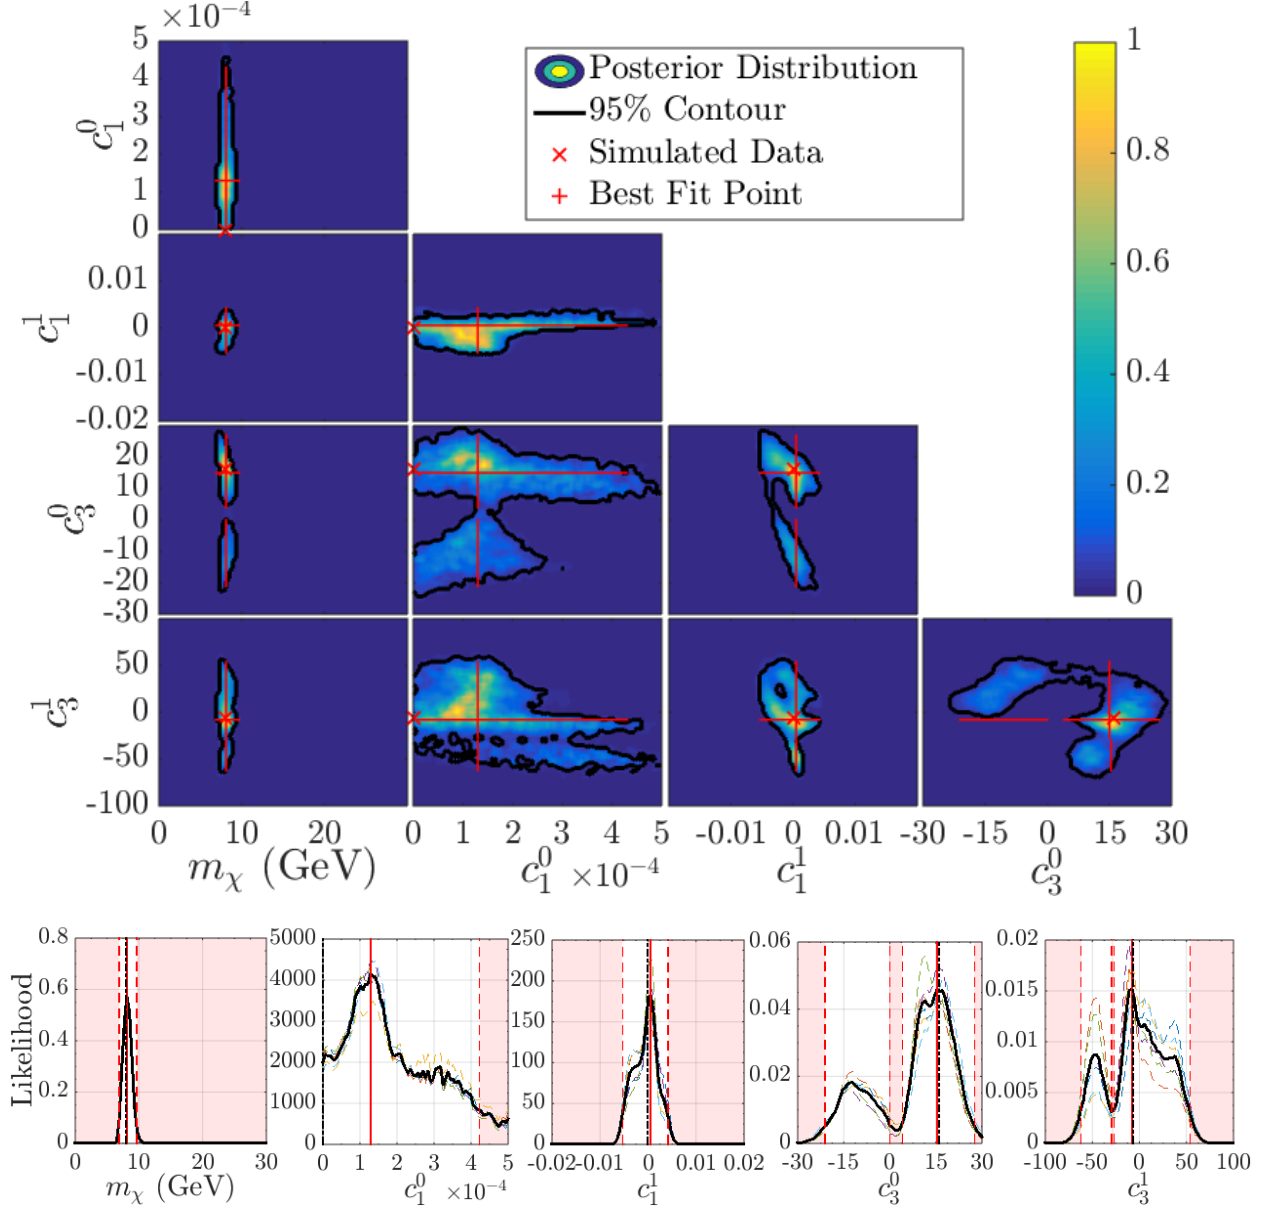 ×10⁻⁴
5
4
3
2
1
0
c₁⁰
Posterior Distribution
95% Contour
Simulated Data
Best Fit Point
1
0.8
0.6
0.4
0.2
0
0.01
0
-0.01
-0.02
c₁¹
20
10
0
-10
-20
-30
c₃⁰
50
0
-50
-100
c₃¹
0 10 20
m_χ (GeV)
0 1 2 3 4 5
c₁⁰ ×10⁻⁴
-0.01 0 0.01
c₁¹
-30 -15 0 15 30
c₃⁰
Likelihood
0.8
0.6
0.4
0.2
0
0 10 20 30
m_χ (GeV)
5000
4000
3000
2000
1000
0
0 1 2 3 4 5
c₁⁰ ×10⁻⁴
250
200
150
100
50
0
-0.02 -0.01 0 0.01 0.02
c₁¹
0.06
0.04
0.02
0
-30 -15 0 15 30
c₃⁰
0.02
0.015
0.01
0.005
0
-100 -50 0 50 100
c₃¹